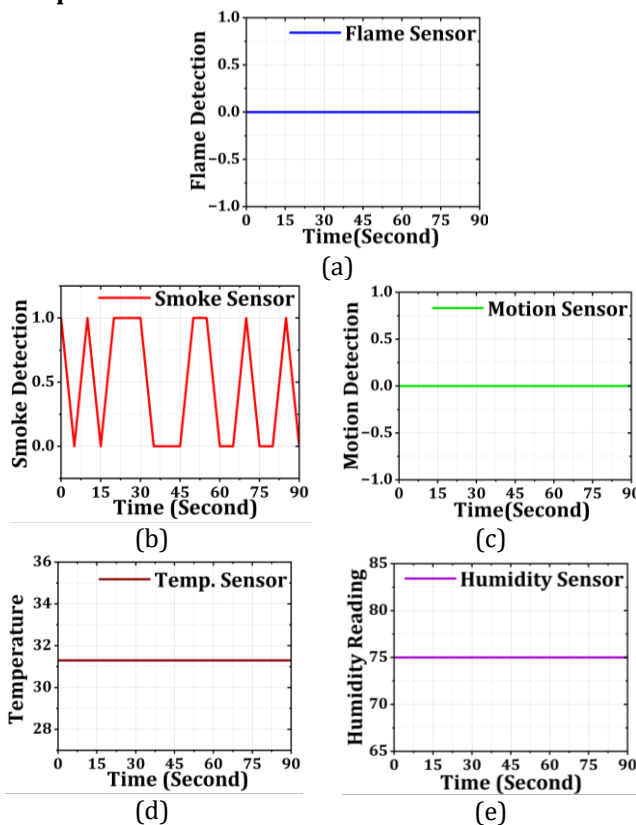 Flame Sensor
1.0
0.5
0.0
−0.5
−1.0
Flame Detection
0 15 30 45 60 75 90
Time(Second)
(a)
Smoke Sensor
1.0
0.5
0.0
Smoke Detection
0 15 30 45 60 75 90
Time (Second)
(b)
Motion Sensor
1.0
0.5
0.0
−0.5
−1.0
Motion Detection
0 15 30 45 60 75 90
Time(Second)
(c)
Temp. Sensor
36
34
31
28
Temperature
0 15 30 45 60 75 90
Time (Second)
(d)
Humidity Sensor
85
80
75
70
65
Humidity Reading
0 15 30 45 60 75 90
Time (Second)
(e)